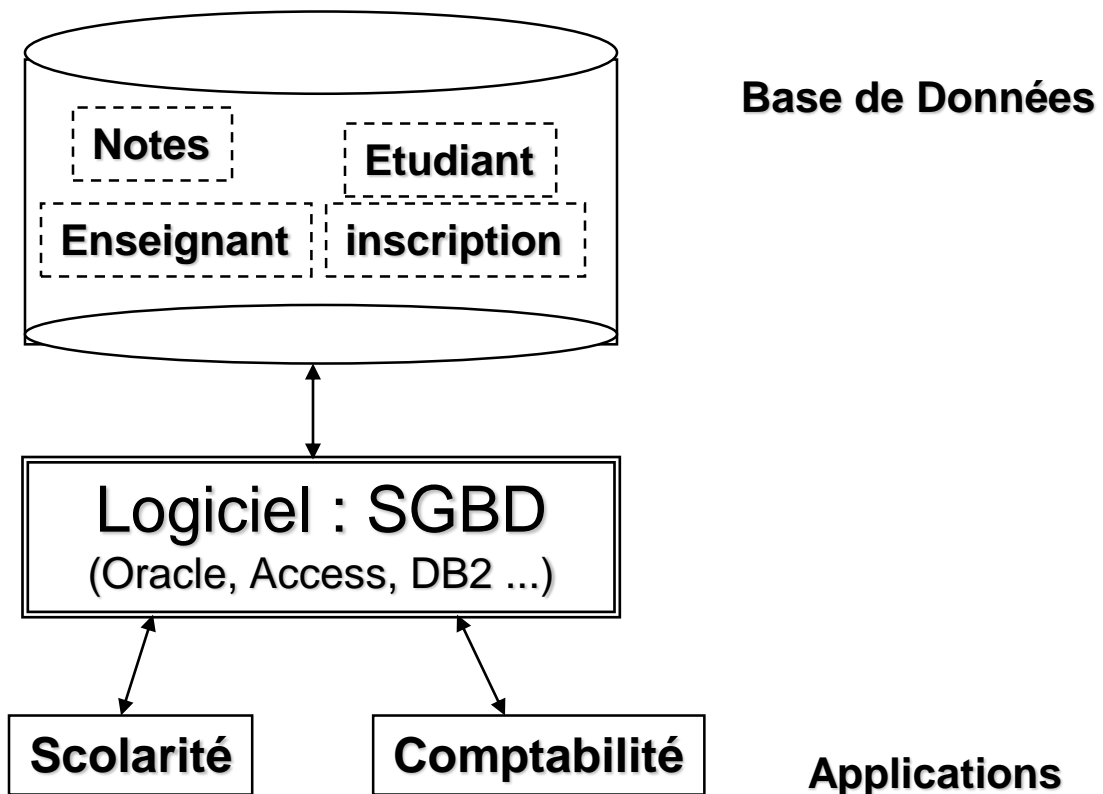 Base de Données
Notes
Etudiant
Enseignant
inscription
Logiciel : SGBD
(Oracle, Access, DB2 ...)
Scolarité
Comptabilité
Applications